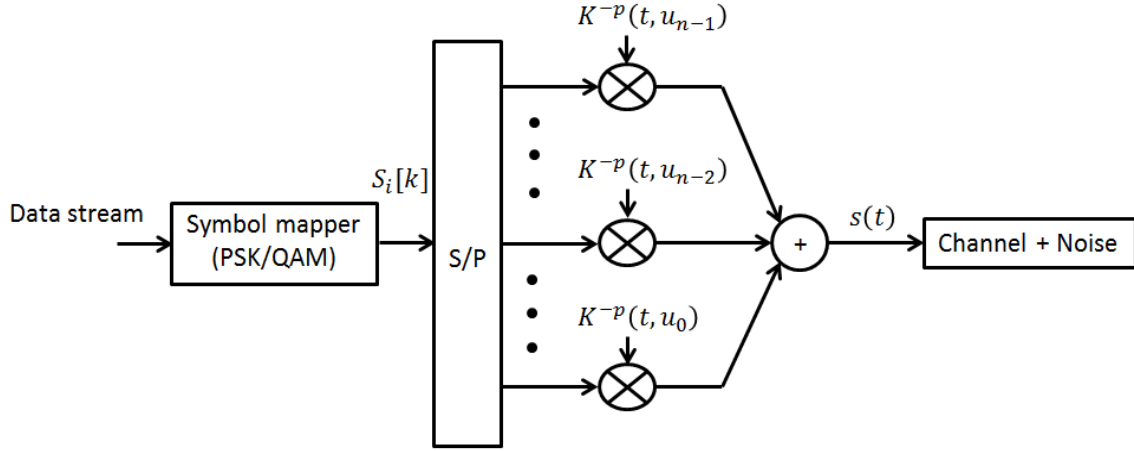 Data stream
Symbol mapper
(PSK/QAM)
$S_i[k]$
S/P
$K^{-p}(t, u_{n-1})$
$K^{-p}(t, u_{n-2})$
$K^{-p}(t, u_0)$
+
$s(t)$
Channel + Noise